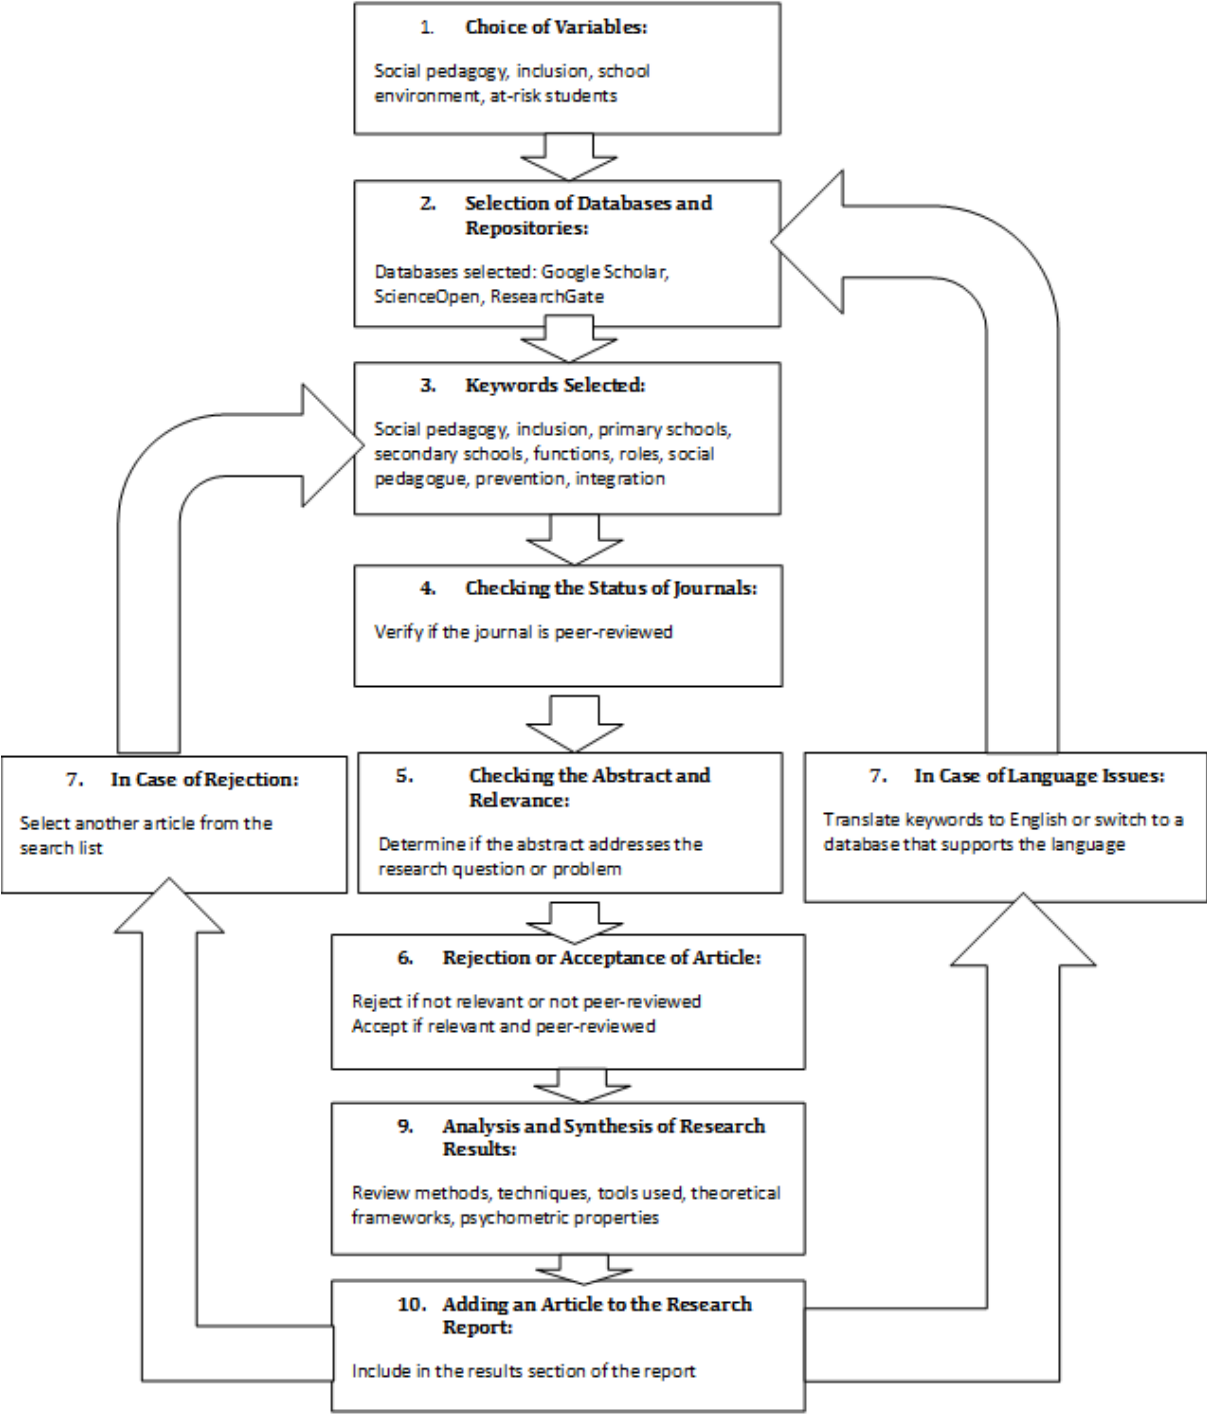 1. Choice of Variables:
Social pedagogy, inclusion, school
environment, at-risk students
2. Selection of Databases and
Repositories:
Databases selected: Google Scholar,
ScienceOpen, ResearchGate
3. Keywords Selected:
Social pedagogy, inclusion, primary schools,
secondary schools, functions, roles, social
pedagogue, prevention, integration
4. Checking the Status of Journals:
Verify if the journal is peer-reviewed
7. In Case of Rejection:
Select another article from the
search list
5. Checking the Abstract and
Relevance:
Determine if the abstract addresses the
research question or problem
7. In Case of Language Issues:
Translate keywords to English or switch to a
database that supports the language
6. Rejection or Acceptance of Article:
Reject if not relevant or not peer-reviewed
Accept if relevant and peer-reviewed
9. Analysis and Synthesis of Research
Results:
Review methods, techniques, tools used, theoretical
frameworks, psychometric properties
10. Adding an Article to the Research
Report:
Include in the results section of the report